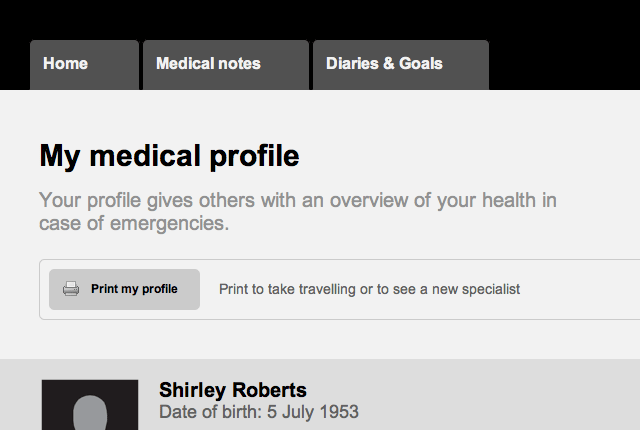 Home Medical notes Diaries & Goals
My medical profile
Your profile gives others with an overview of your health in
case of emergencies.
Print my profile Print to take travelling or to see a new specialist
Shirley Roberts
Date of birth: 5 July 1953